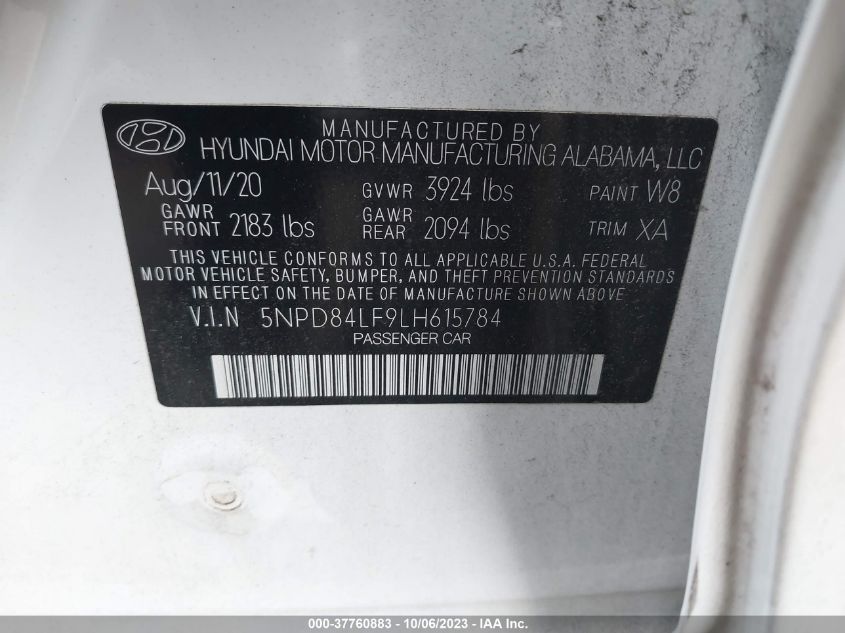 MANUFACTURED BY
HYUNDAI MOTOR MANUFACTURING ALABAMA, LLC
Aug/11/20 GVWR 3924 lbs PAINT W8
GAWR FRONT 2183 lbs GAWR REAR 2094 lbs TRIM XA
THIS VEHICLE CONFORMS TO ALL APPLICABLE U.S.A. FEDERAL
MOTOR VEHICLE SAFETY, BUMPER, AND THEFT PREVENTION STANDARDS
IN EFFECT ON THE DATE OF MANUFACTURE SHOWN ABOVE
V.I.N 5NPD84LF9LH615784
PASSENGER CAR
000-37760883 - 10/06/2023 - IAA Inc.